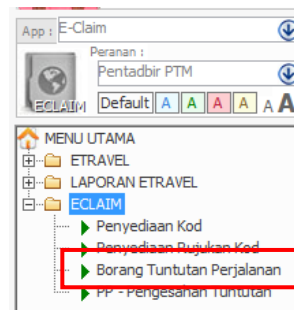 App : E-Claim
Peranan :
Pentadbir PTM
ECLAIM
Default A A A A A A
MENU UTAMA
ETRAVEL
LAPORAN ETRAVEL
ECLAIM
Penyediaan Kod
Penyediaan Rujukan Kod
Borang Tuntutan Perjalanan
PP - Pengesahan Tuntutan